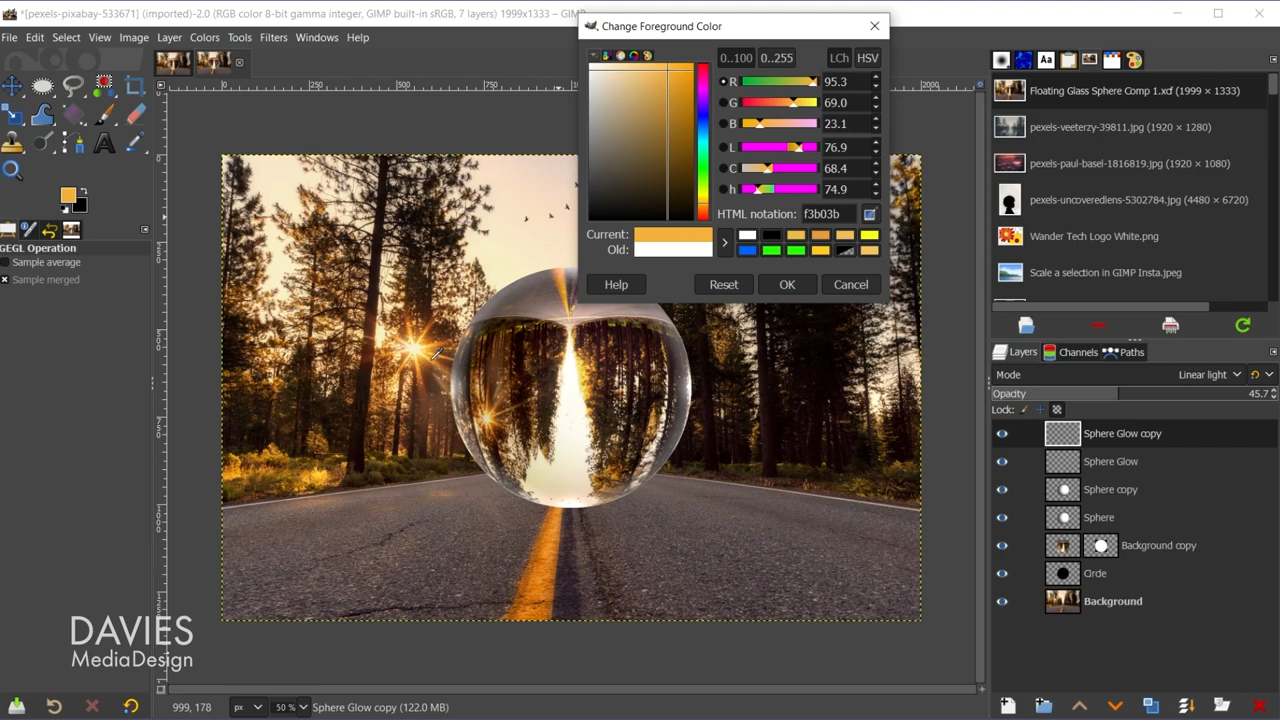 *[pexels-pixabay-533671] (imported)-2.0 (RGB color 8-bit gamma integer, GIMP built-in sRGB, 7 layers) 1999x1333 – GIMP
File Edit Select View Image Layer Colors Tools Filters Windows Help
Change Foreground Color
0..100 0..255 LCh HSV
R 95.3
G 69.0
B 23.1
L 76.9
C 68.4
h 74.9
HTML notation: f3b03b
Current:
Old:
Help Reset OK Cancel
GEGL Operation
Sample average
Sample merged
Floating Glass Sphere Comp 1.xcf (1999 × 1333)
pexels-veeterzy-39811.jpg (1920 × 1280)
pexels-paul-basel-1816819.jpg (1920 × 1080)
pexels-uncoveredlens-5302784.jpg (4480 × 6720)
Wander Tech Logo White.png
Scale a selection in GIMP Insta.jpeg
Layers Channels Paths
Mode Linear light
Opacity 45.7
Lock:
Sphere Glow copy
Sphere Glow
Sphere copy
Sphere
Background copy
Circle
Background
DAVIES
MediaDesign
999, 178 px 50 % Sphere Glow copy (122.0 MB)